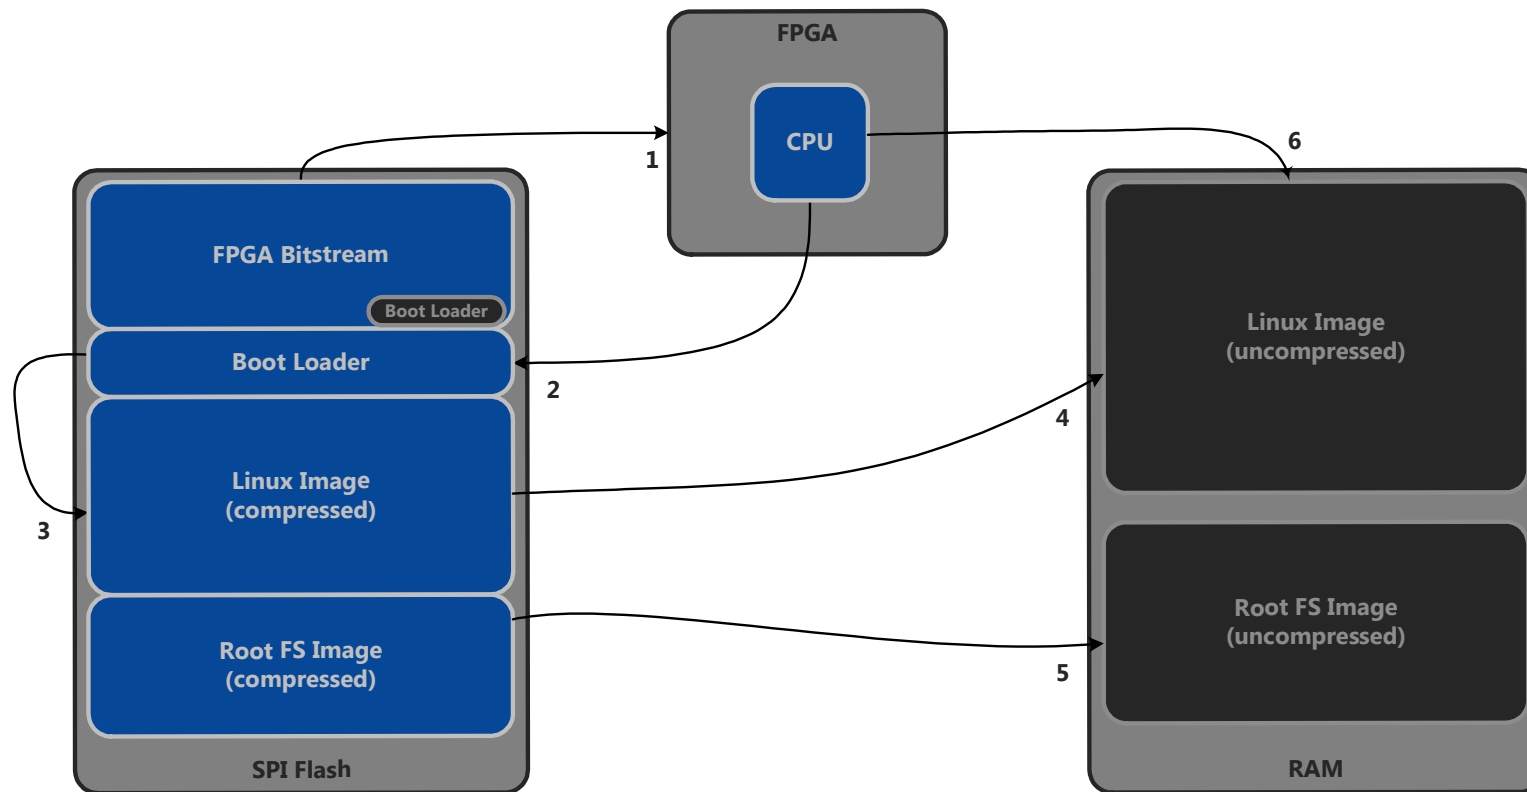 FPGA
CPU
1
6
FPGA Bitstream
Boot Loader
Boot Loader
2
Linux Image
(compressed)
3
Root FS Image
(compressed)
SPI Flash
Linux Image
(uncompressed)
4
Root FS Image
(uncompressed)
5
RAM